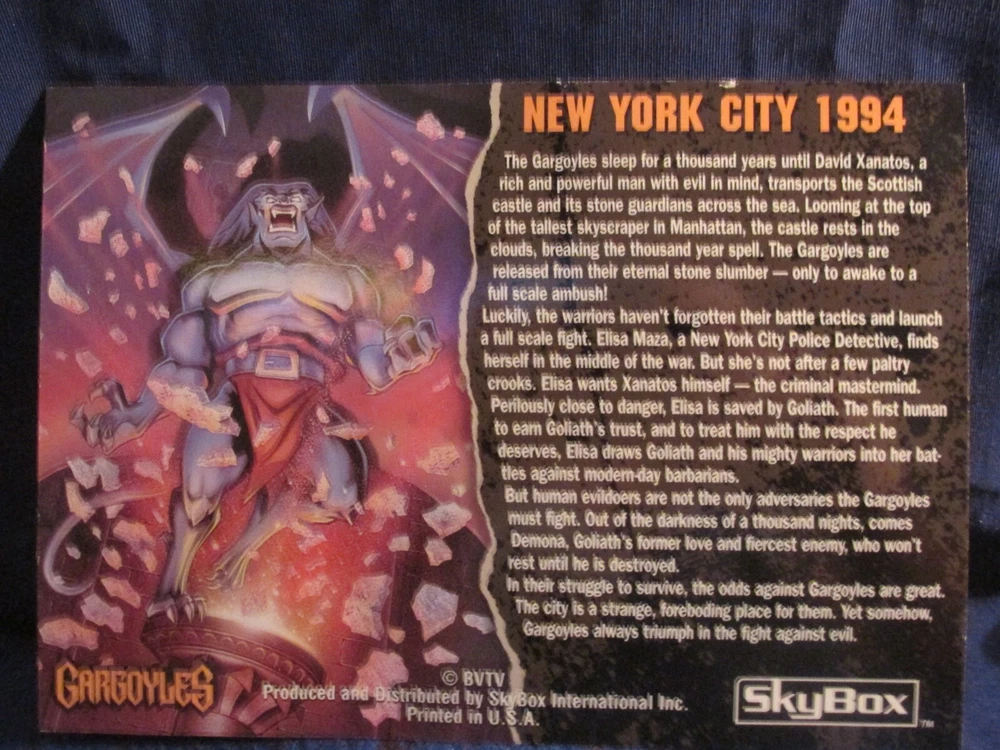 NEW YORK CITY 1994
The Gargoyles sleep for a thousand years until David Xanatos, a
rich and powerful man with evil in mind, transports the Scottish
castle and its stone guardians across the sea. Looming at the top
of the tallest skyscraper in Manhattan, the castle rests in the
clouds, breaking the thousand year spell. The Gargoyles are
released from their eternal stone slumber — only to awake to a
full scale ambush!
Luckily, the warriors haven't forgotten their battle tactics and launch
a full scale fight. Elisa Maza, a New York City Police Detective, finds
herself in the middle of the war. But she's not after a few paltry
crooks. Elisa wants Xanatos himself — the criminal mastermind.
Perilously close to danger, Elisa is saved by Goliath. The first human
to earn Goliath's trust, and to treat him with the respect he
deserves, Elisa draws Goliath and his mighty warriors into her bat-
tles against modern-day barbarians.
But human evildoers are not the only adversaries the Gargoyles
must fight. Out of the darkness of a thousand nights, comes
Demona, Goliath's former love and fiercest enemy, who won't
rest until he is destroyed.
In their struggle to survive, the odds against Gargoyles are great.
The city is a strange, foreboding place for them. Yet somehow,
Gargoyles always triumph in the fight against evil.
GARGOYLES
© BVTV
Produced and Distributed by SkyBox International Inc.
Printed in U.S.A.
SkyBox™